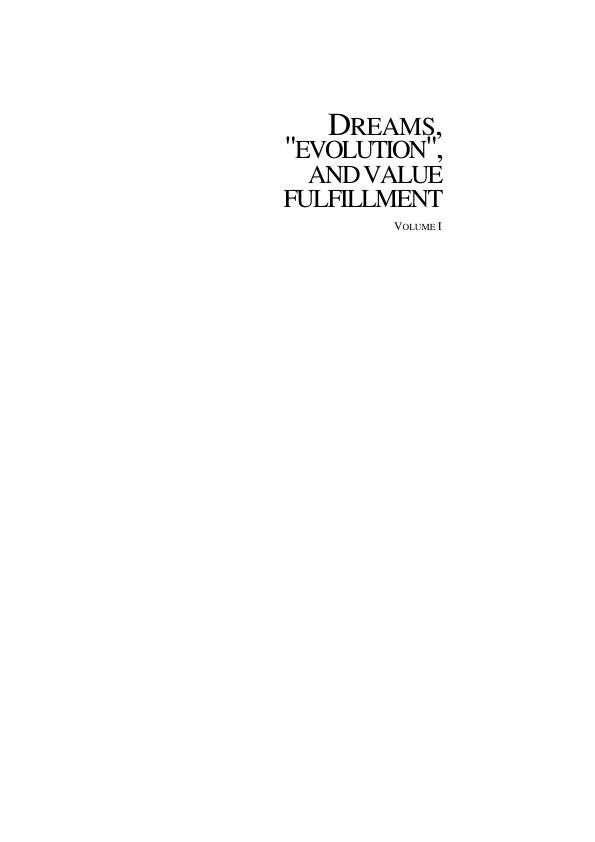 DREAMS,
"EVOLUTION",
AND VALUE
FULFILLMENT
VOLUME I